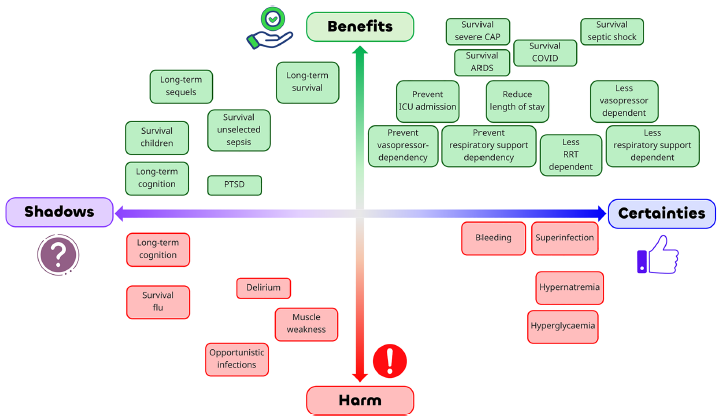 Benefits
Survival
severe CAP
Survival
septic shock
Survival
COVID
Survival
ARDS
Long-term
sequels
Long-term
survival
Prevent
ICU admission
Reduce
length of stay
Less
vasopressor
dependent
Survival
children
Survival
unselected
sepsis
Prevent
vasopressor-
dependency
Prevent
respiratory support
dependency
Less
RRT
dependent
Less
respiratory support
dependent
Long-term
cognition
PTSD
Shadows
Certainties
?
Long-term
cognition
Bleeding
Superinfection
Survival
flu
Delirium
Hypernatremia
Muscle
weakness
Hyperglycaemia
Opportunistic
infections
!
Harm